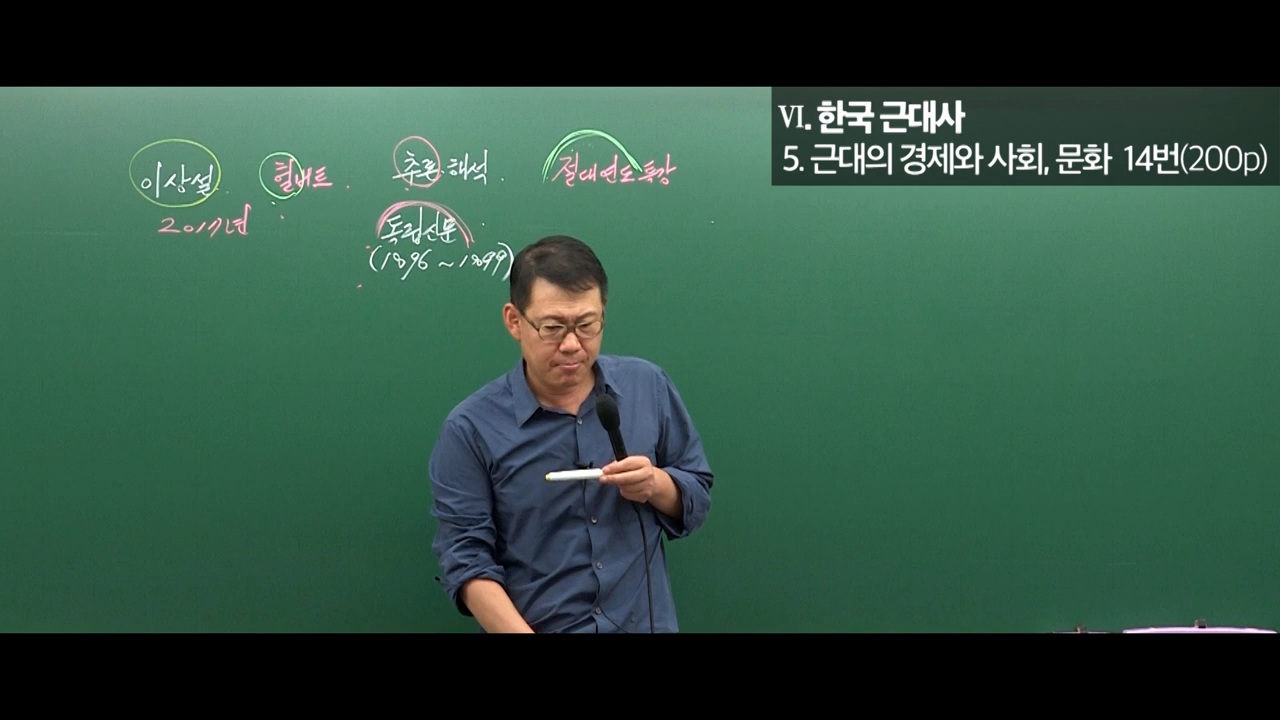 Ⅵ. 한국 근대사
5. 근대의 경제와 사회, 문화 14번(200p)
이상설. 헐버트. 추론·해석. 절대연도특강
2017년 독립신문
(1896~1899)